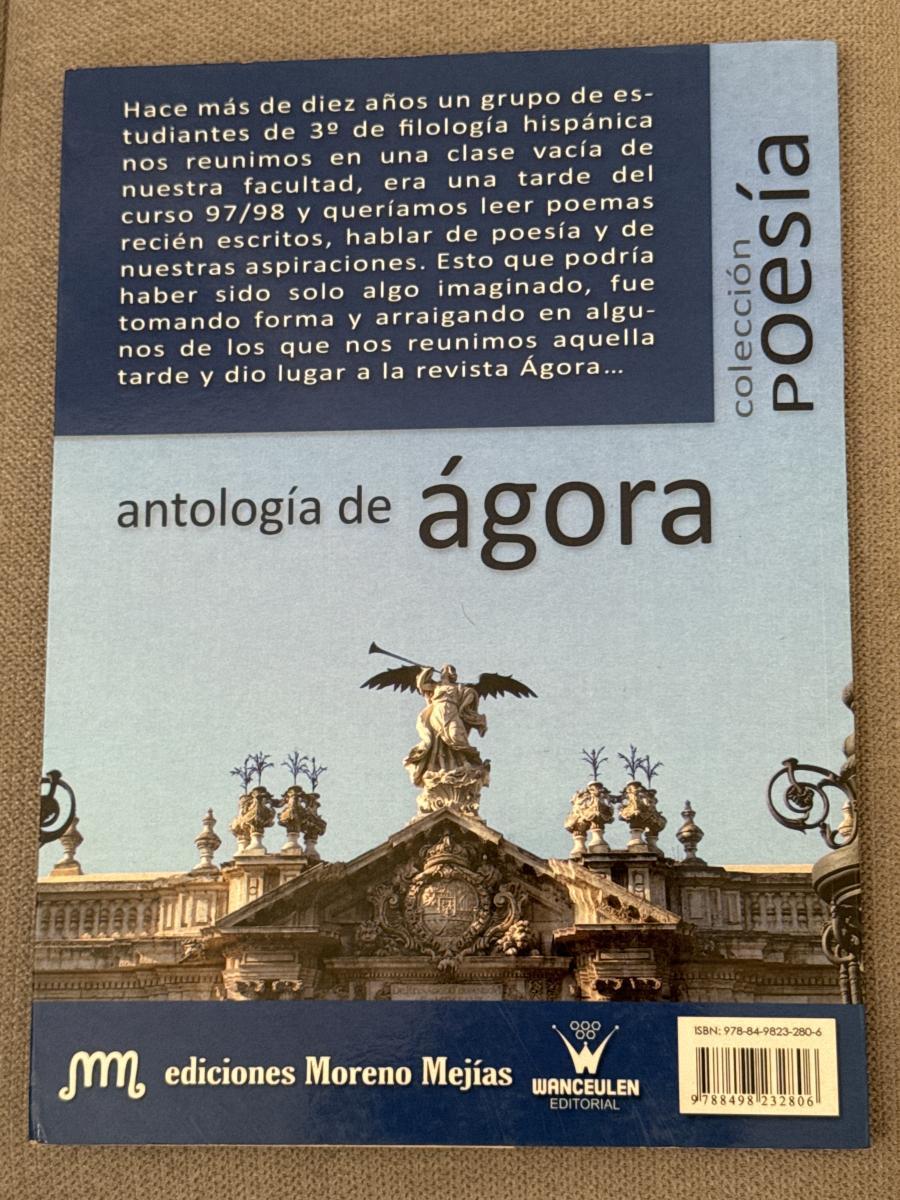 Hace más de diez años un grupo de es-
tudiantes de 3º de filología hispánica
nos reunimos en una clase vacía de
nuestra facultad, era una tarde del
curso 97/98 y queríamos leer poemas
recién escritos, hablar de poesía y de
nuestras aspiraciones. Esto que podría
haber sido solo algo imaginado, fue
tomando forma y arraigando en algu-
nos de los que nos reunimos aquella
tarde y dio lugar a la revista Ágora...
colección
poesía
antología de ágora
ediciones Moreno Mejías
WANCEULEN
EDITORIAL
ISBN: 978-84-9823-280-6
9 788498 232806